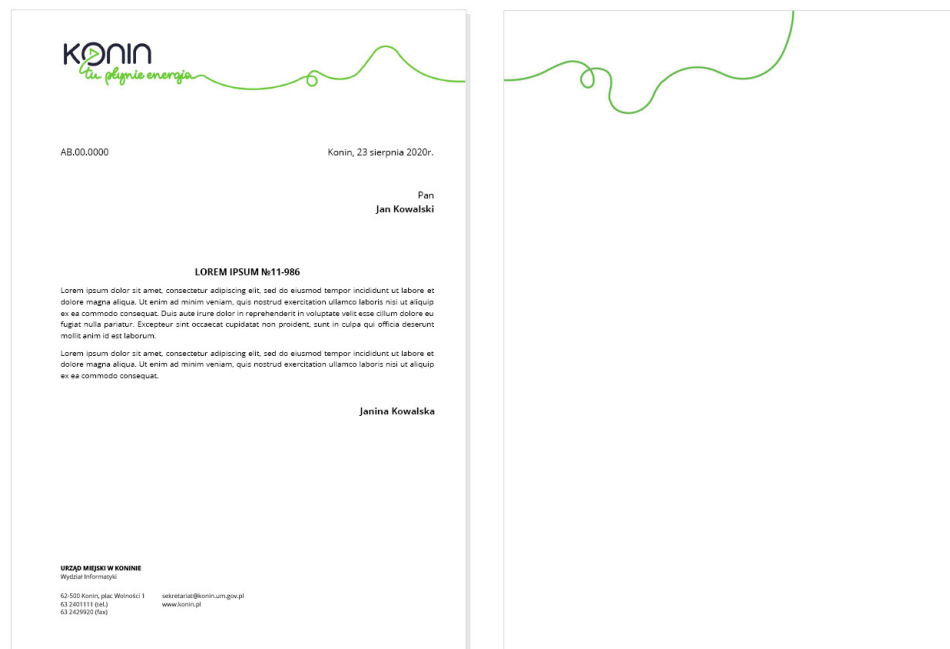 KONIN
tu płynie energia
AB.00.0000
Konin, 23 sierpnia 2020r.
Pan
Jan Kowalski
LOREM IPSUM №11-986
Lorem ipsum dolor sit amet, consectetur adipiscing elit, sed do eiusmod tempor incididunt ut labore et
dolore magna aliqua. Ut enim ad minim veniam, quis nostrud exercitation ullamco laboris nisi ut aliquip
ex ea commodo consequat. Duis aute irure dolor in reprehenderit in voluptate velit esse cillum dolore eu
fugiat nulla pariatur. Excepteur sint occaecat cupidatat non proident, sunt in culpa qui officia deserunt
mollit anim id est laborum.
Lorem ipsum dolor sit amet, consectetur adipiscing elit, sed do eiusmod tempor incididunt ut labore et
dolore magna aliqua. Ut enim ad minim veniam, quis nostrud exercitation ullamco laboris nisi ut aliquip
ex ea commodo consequat.
Janina Kowalska
URZĄD MIEJSKI W KONINIE
Wydział Informatyki
62-500 Konin, plac Wolności 1
63 2401111 (tel.)
63 2429920 (fax)
sekretariat@konin.um.gov.pl
www.konin.pl